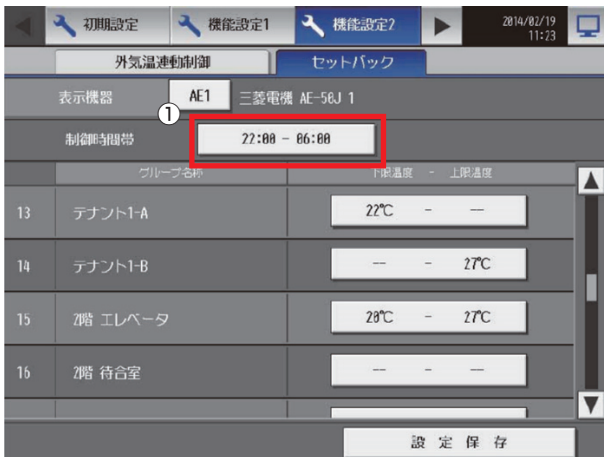 初期設定 機能設定1 機能設定2 2014/02/19 11:23
外気温連動制御 セットバック
表示機器 AE1 三菱電機 AE-50J 1
①
制御時間帯 22:00 - 06:00
グループ名称 下限温度 - 上限温度
13 テナント1-A 22℃ - --
14 テナント1-B -- - 27℃
15 2階 エレベータ 20℃ - 27℃
16 2階 待合室 -- - --
設定保存